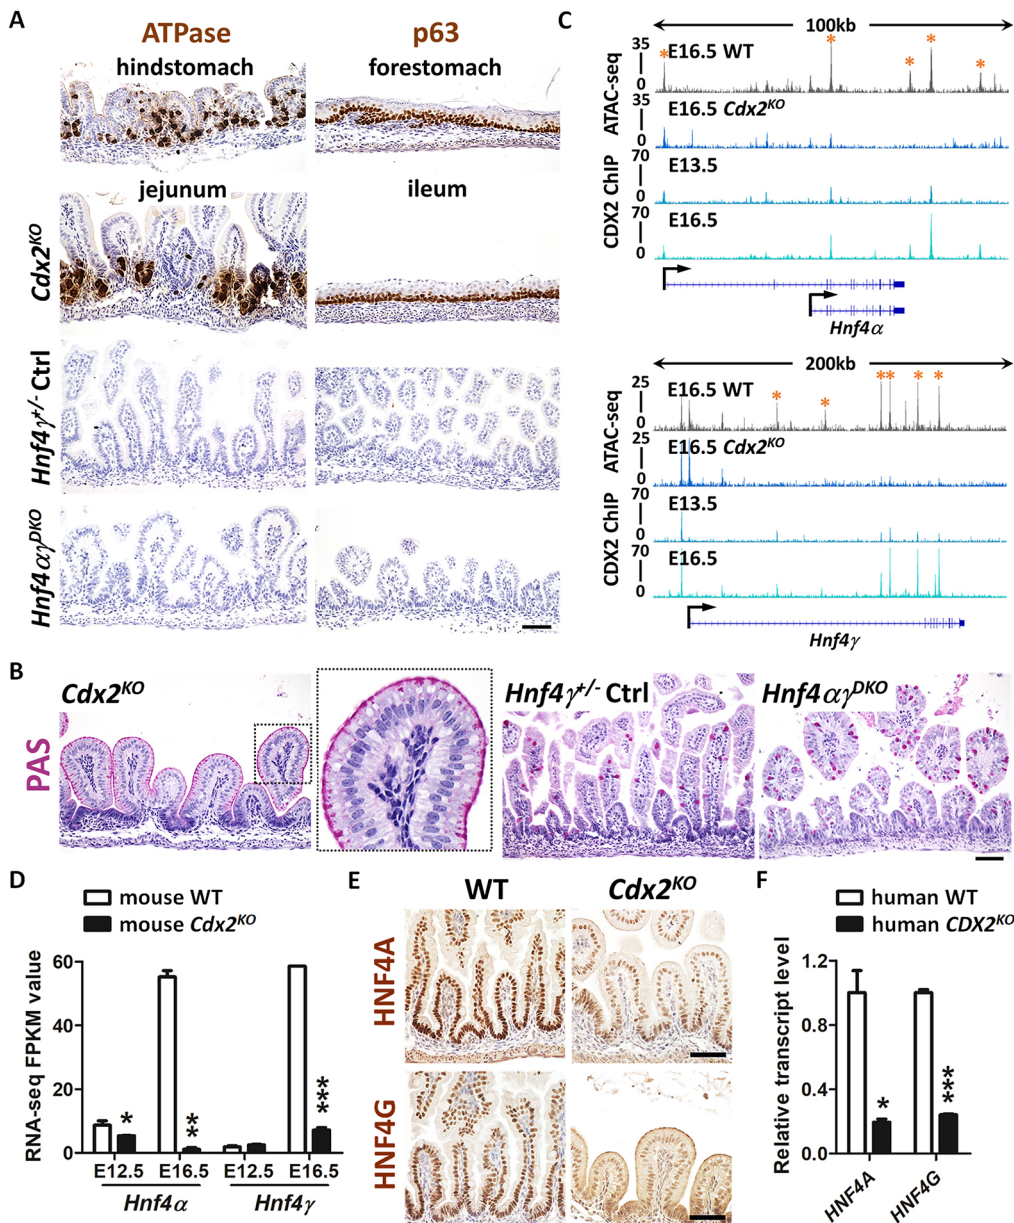 A
ATPase
p63
hindstomach
forestomach
jejunum
ileum
Cdx2KO
Hnf4γ+/- Ctrl
Hnf4αγDKO
C
100kb
ATAC-seq
CDX2 ChIP
35
0
E16.5 WT
* * * * *
35
0
E16.5 Cdx2KO
70
0
E13.5
70
0
E16.5
Hnf4α
200kb
ATAC-seq
CDX2 ChIP
25
0
E16.5 WT
* * ** * *
25
0
E16.5 Cdx2KO
70
0
E13.5
70
0
E16.5
Hnf4γ
B
PAS
Cdx2KO
Hnf4γ+/- Ctrl
Hnf4αγDKO
D
mouse WT
mouse Cdx2KO
RNA-seq FPKM value
60
40
20
0
*
**
***
E12.5 E16.5 E12.5 E16.5
Hnf4α Hnf4γ
E
WT
Cdx2KO
HNF4A
HNF4G
F
human WT
human CDX2KO
Relative transcript level
1.2
0.8
0.4
0.0
*
***
HNF4A
HNF4G